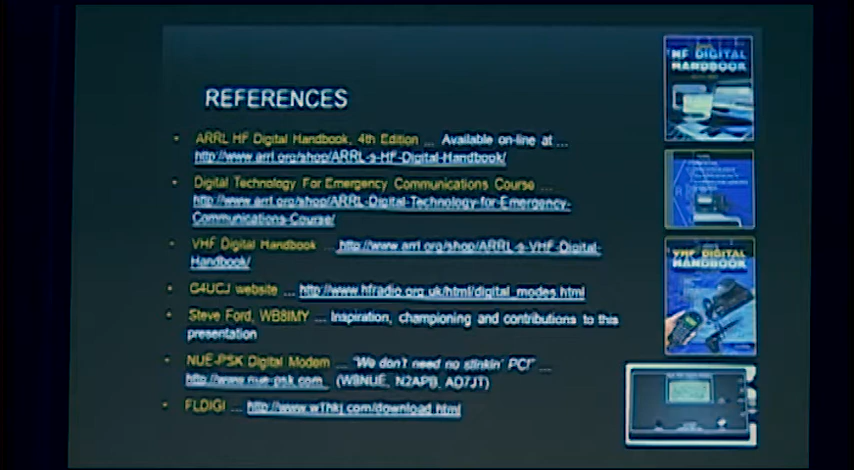 REFERENCES
ARRL HF Digital Handbook, 4th Edition ... Available on-line at ...
http://www.arrl.org/shop/ARRL-s-HF-Digital-Handbook/
Digital Technology For Emergency Communications Course ...
http://www.arrl.org/shop/ARRL-Digital-Technology-for-Emergency-
Communications-Course/
VHF Digital Handbook ... http://www.arrl.org/shop/ARRL-s-VHF-Digital-
Handbook/
G4UCJ website ... http://www.hfradio.org.uk/html/digital_modes.html
Steve Ford, WB8IMY ... Inspiration, championing and contributions to this
presentation
NUE-PSK Digital Modem ... "We don't need no stinkin' PC!" ...
http://www.nue-psk.com (W8NUE, N2APB, AD7JT)
FLDIGI ... http://www.w1hkj.com/download.html
HF DIGITAL
HANDBOOK
VHF DIGITAL
HANDBOOK